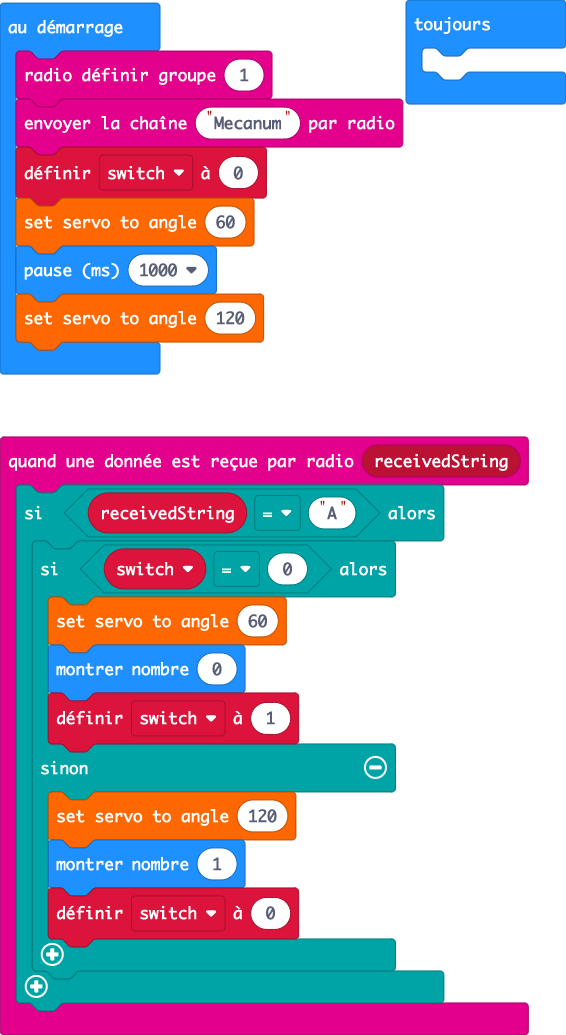 au démarrage
radio définir groupe 1
envoyer la chaîne "Mecanum" par radio
définir switch à 0
set servo to angle 60
pause (ms) 1000
set servo to angle 120
toujours
quand une donnée est reçue par radio receivedString
si receivedString = "A" alors
si switch = 0 alors
set servo to angle 60
montrer nombre 0
définir switch à 1
sinon
set servo to angle 120
montrer nombre 1
définir switch à 0